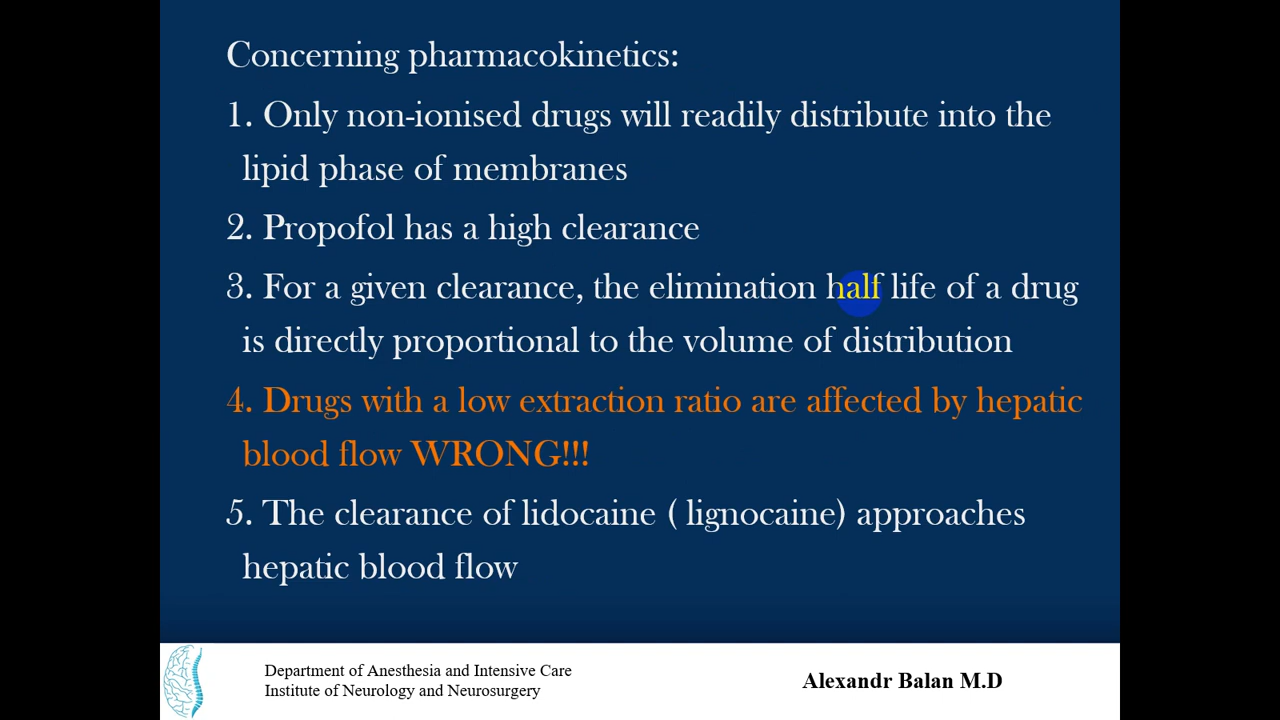 Concerning pharmacokinetics:
1. Only non-ionised drugs will readily distribute into the
lipid phase of membranes
2. Propofol has a high clearance
3. For a given clearance, the elimination half life of a drug
is directly proportional to the volume of distribution
4. Drugs with a low extraction ratio are affected by hepatic
blood flow WRONG!!!
5. The clearance of lidocaine ( lignocaine) approaches
hepatic blood flow
Department of Anesthesia and Intensive Care
Institute of Neurology and Neurosurgery
Alexandr Balan M.D